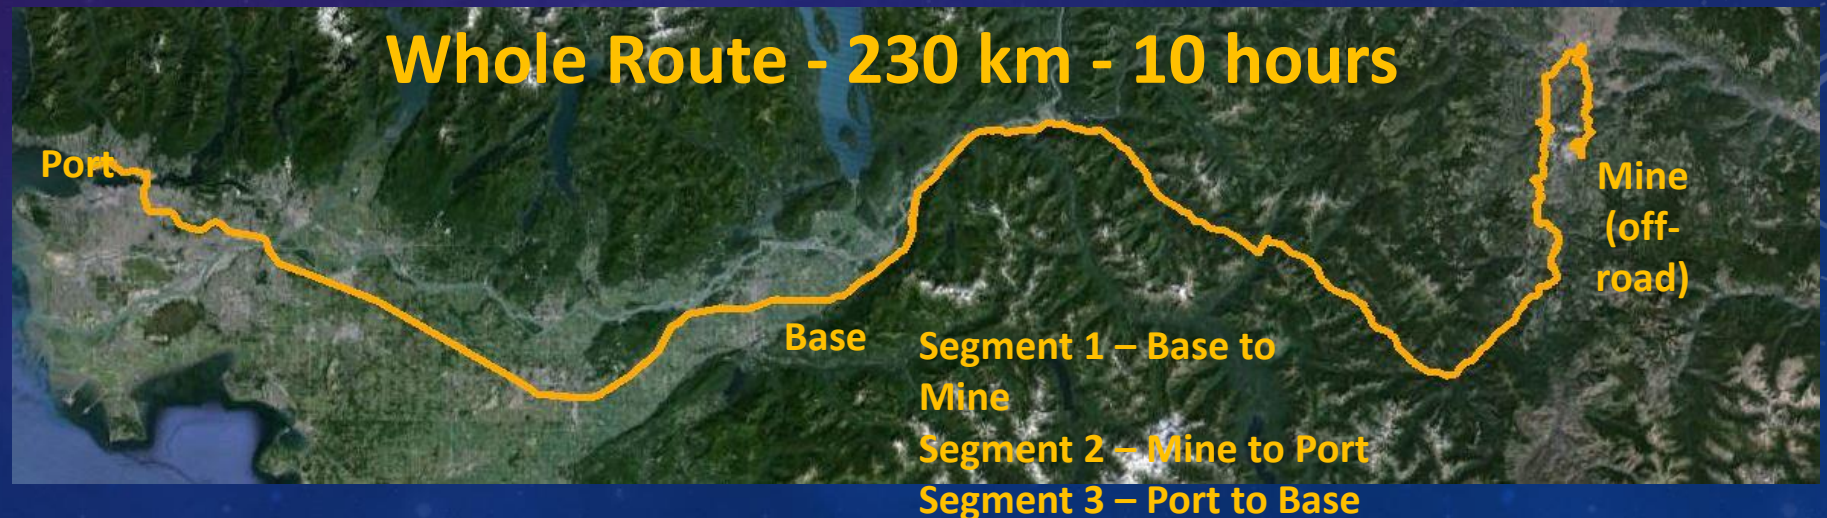 Whole Route - 230 km - 10 hours
Port
Mine
(off-
road)
Base
Segment 1 – Base to
Mine
Segment 2 – Mine to Port
Segment 3 – Port to Base